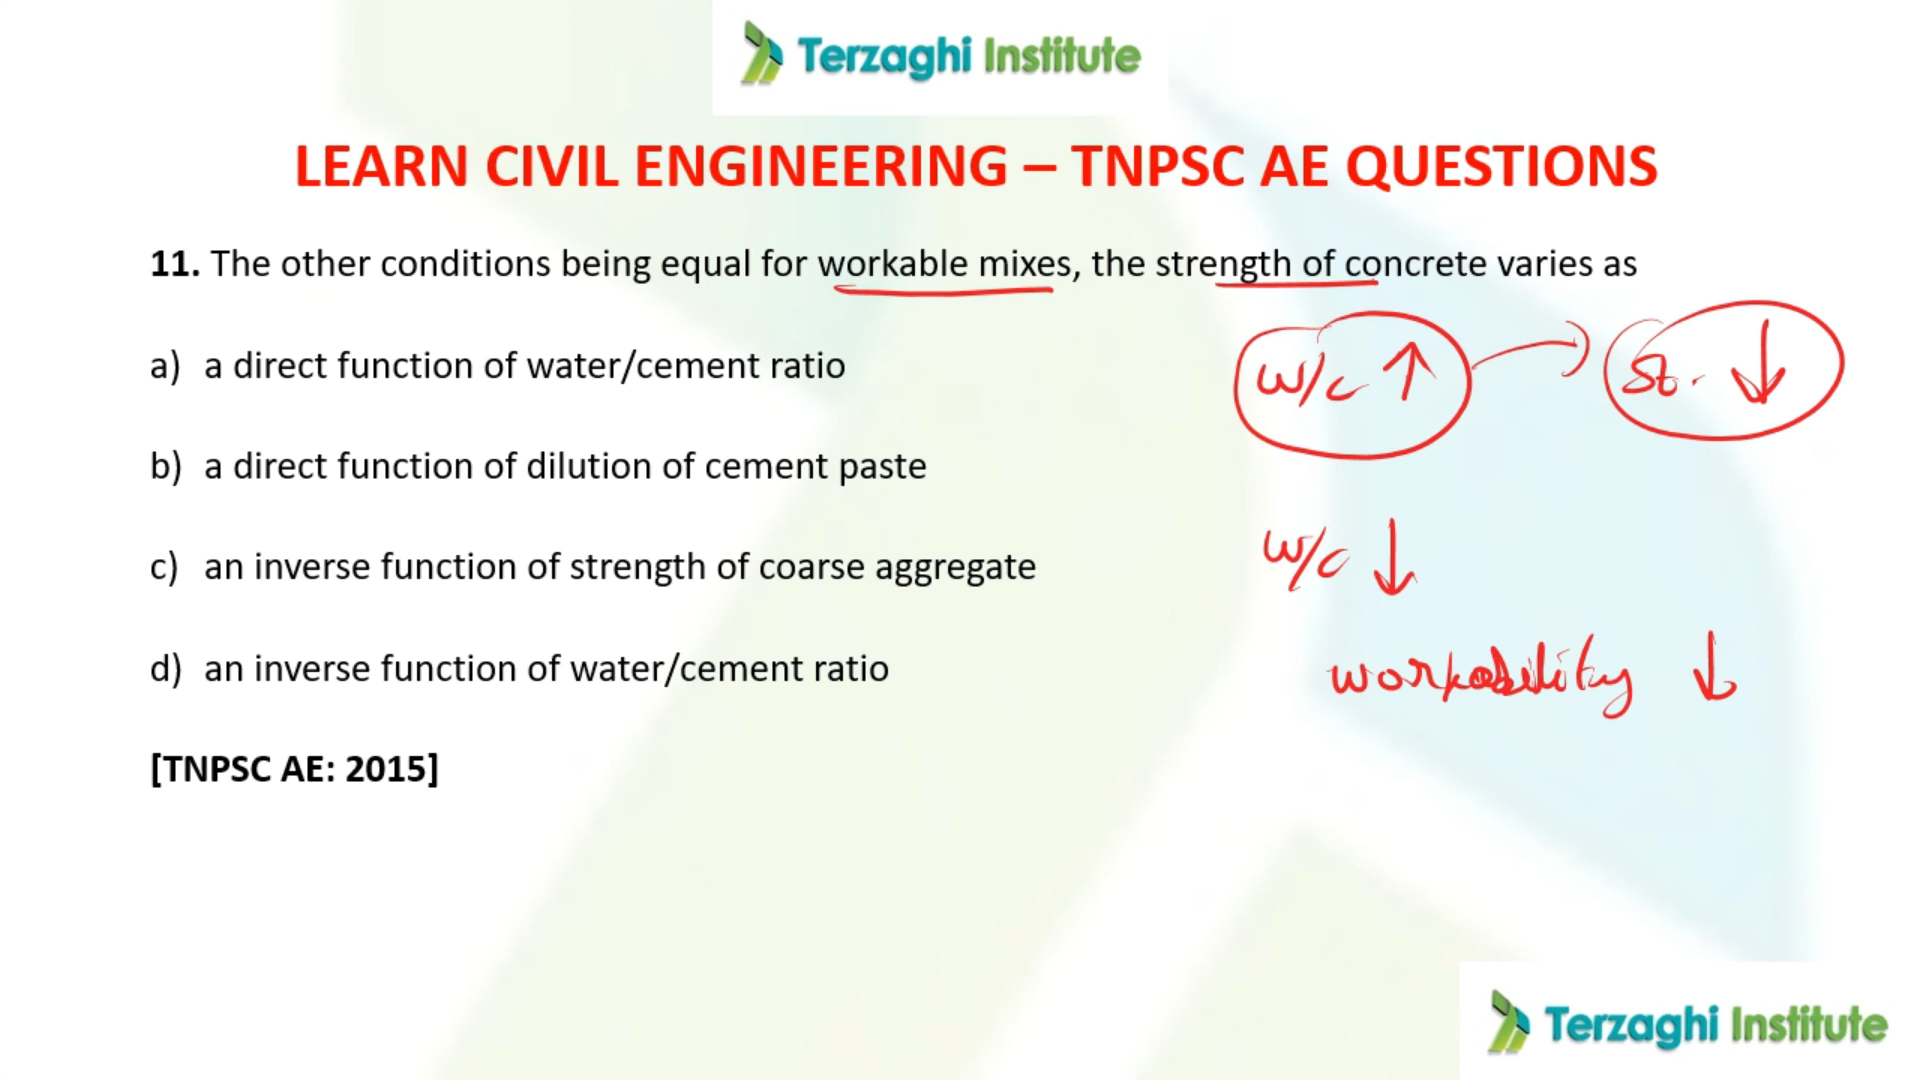 Terzaghi Institute
LEARN CIVIL ENGINEERING – TNPSC AE QUESTIONS
11. The other conditions being equal for workable mixes, the strength of concrete varies as
a) a direct function of water/cement ratio
w/c ↑
St. ↓
b) a direct function of dilution of cement paste
c) an inverse function of strength of coarse aggregate
w/c ↓
d) an inverse function of water/cement ratio
workability ↓
[TNPSC AE: 2015]
Terzaghi Institute